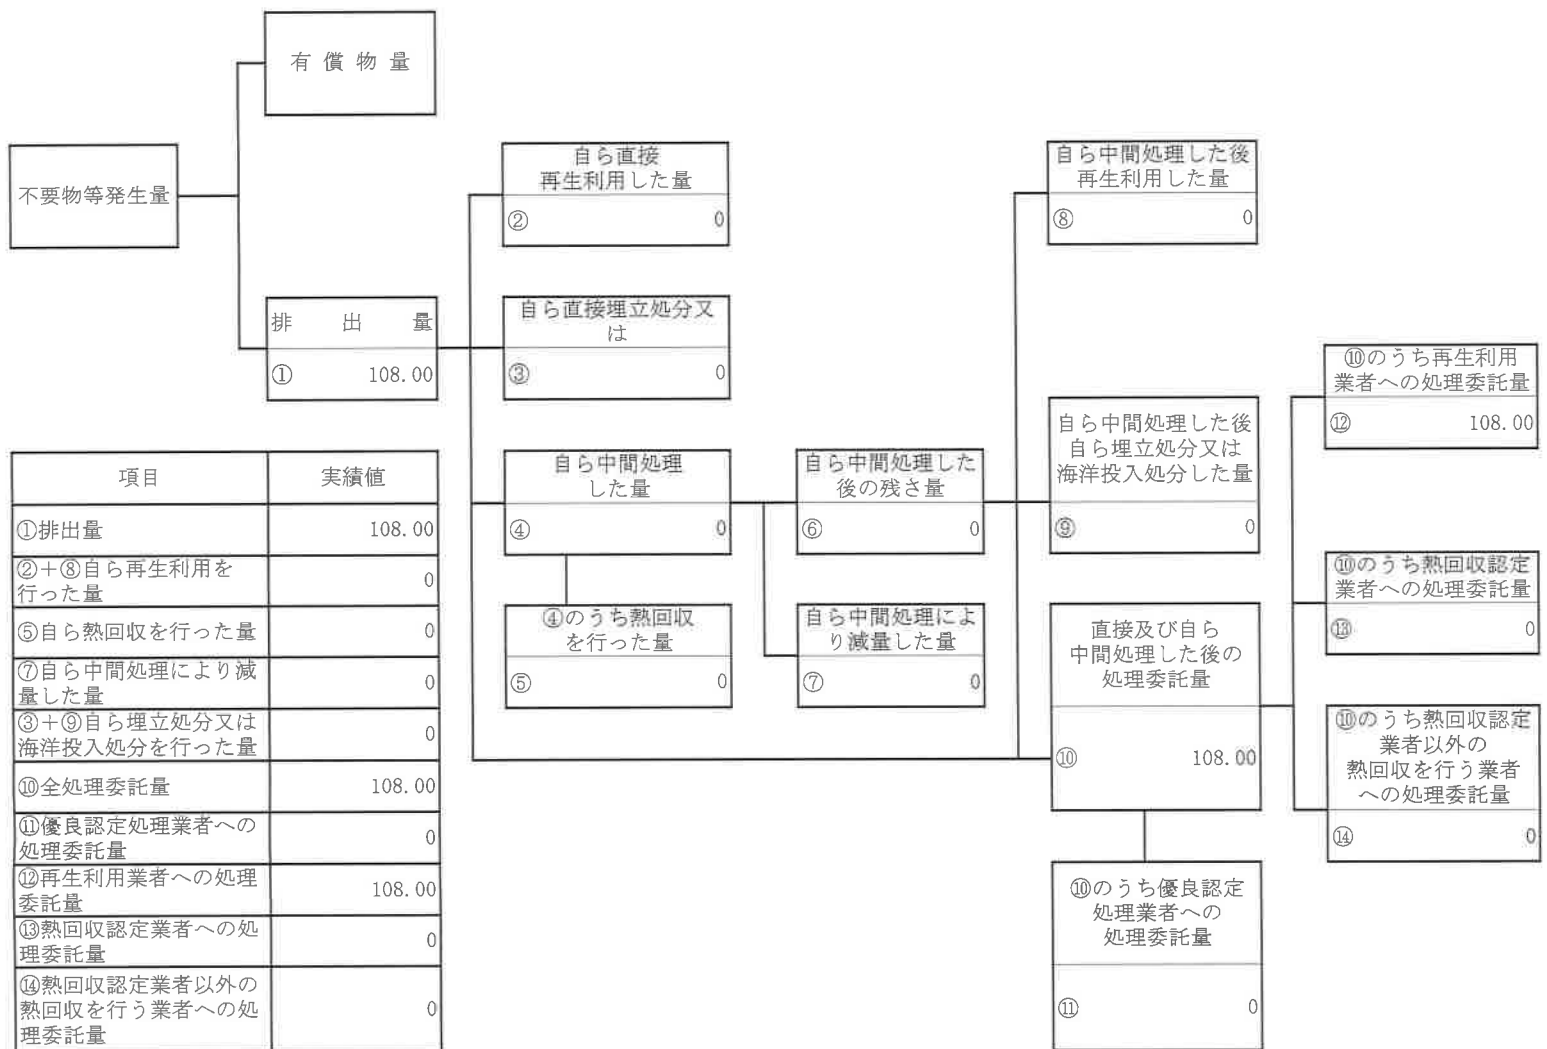 有償物量
不要物等発生量
排出量
① 108.00
自ら直接
再生利用した量
② 0
自ら直接埋立処分又
は
③ 0
自ら中間処理
した量
④ 0
④のうち熱回収
を行った量
⑤ 0
自ら中間処理した
後の残さ量
⑥ 0
自ら中間処理によ
り減量した量
⑦ 0
自ら中間処理した後
再生利用した量
⑧ 0
自ら中間処理した後
自ら埋立処分又は
海洋投入処分した量
⑨ 0
直接及び自ら
中間処理した後の
処理委託量
⑩ 108.00
⑩のうち優良認定
処理業者への
処理委託量
⑪ 0
⑩のうち再生利用
業者への処理委託量
⑫ 108.00
⑩のうち熱回収認定
業者への処理委託量
⑬ 0
⑩のうち熱回収認定
業者以外の
熱回収を行う業者
への処理委託量
⑭ 0
項目 実績値
①排出量 108.00
②+⑧自ら再生利用を
行った量 0
⑤自ら熱回収を行った量 0
⑦自ら中間処理により減
量した量 0
③+⑨自ら埋立処分又は
海洋投入処分を行った量 0
⑩全処理委託量 108.00
⑪優良認定処理業者への
処理委託量 0
⑫再生利用業者への処理
委託量 108.00
⑬熱回収認定業者への処
理委託量 0
⑭熱回収認定業者以外の
熱回収を行う業者への処
理委託量 0